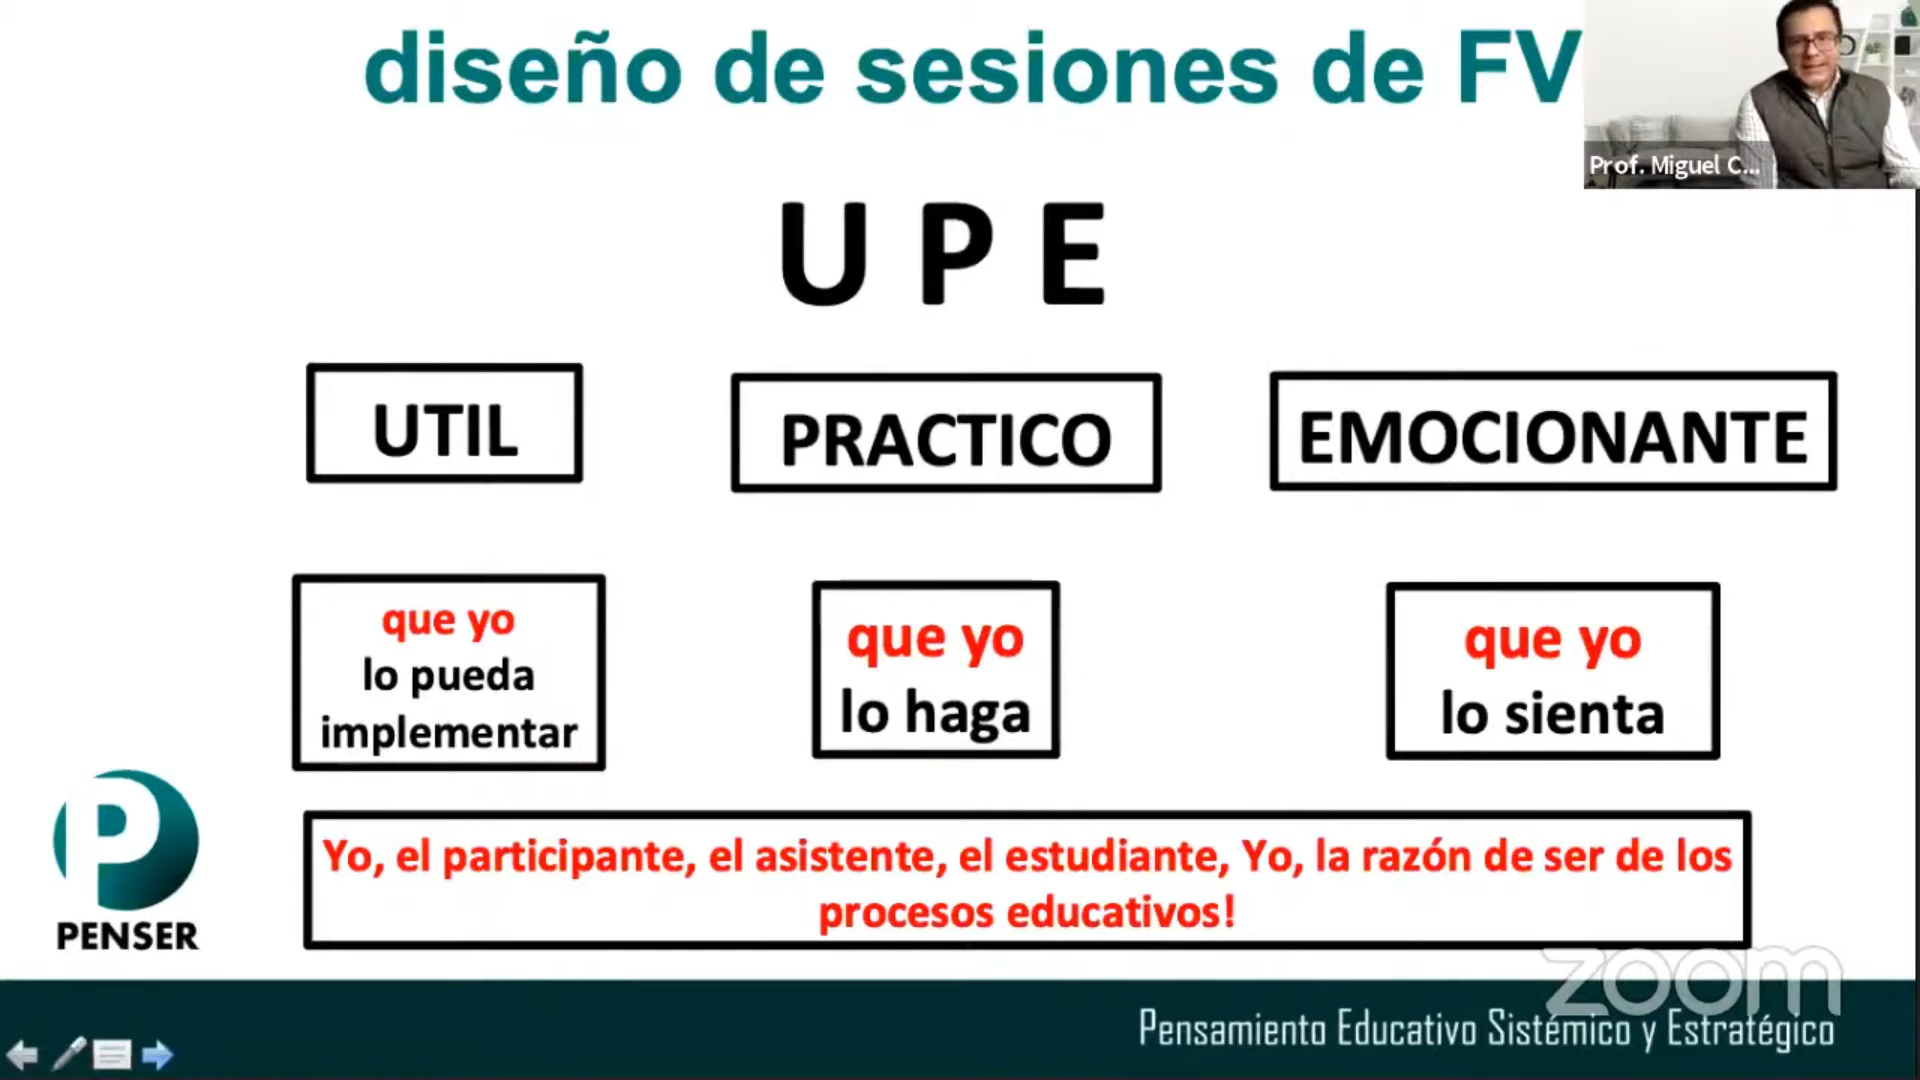 diseño de sesiones de FV
Prof. Miguel C...
U P E
UTIL
PRACTICO
EMOCIONANTE
que yo
lo pueda
implementar
que yo
lo haga
que yo
lo sienta
Yo, el participante, el asistente, el estudiante, Yo, la razón de ser de los
procesos educativos!
P
PENSER
zoom
Pensamiento Educativo Sistémico y Estratégico